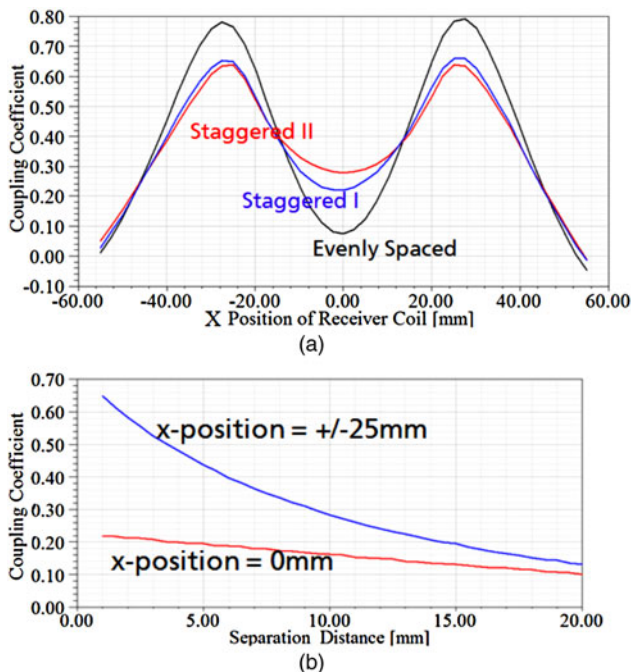 0.80
0.70
0.60
0.50
0.40
0.30
0.20
0.10
0.00
-0.10
Coupling Coefficient
Staggered II
Staggered I
Evenly Spaced
-60.00 -40.00 -20.00 0.00 20.00 40.00 60.00
X Position of Receiver Coil [mm]
(a)
0.70
0.60
0.50
0.40
0.30
0.20
0.10
0.00
Coupling Coefficient
x-position = +/-25mm
x-position = 0mm
0.00 5.00 10.00 15.00 20.00
Separation Distance [mm]
(b)